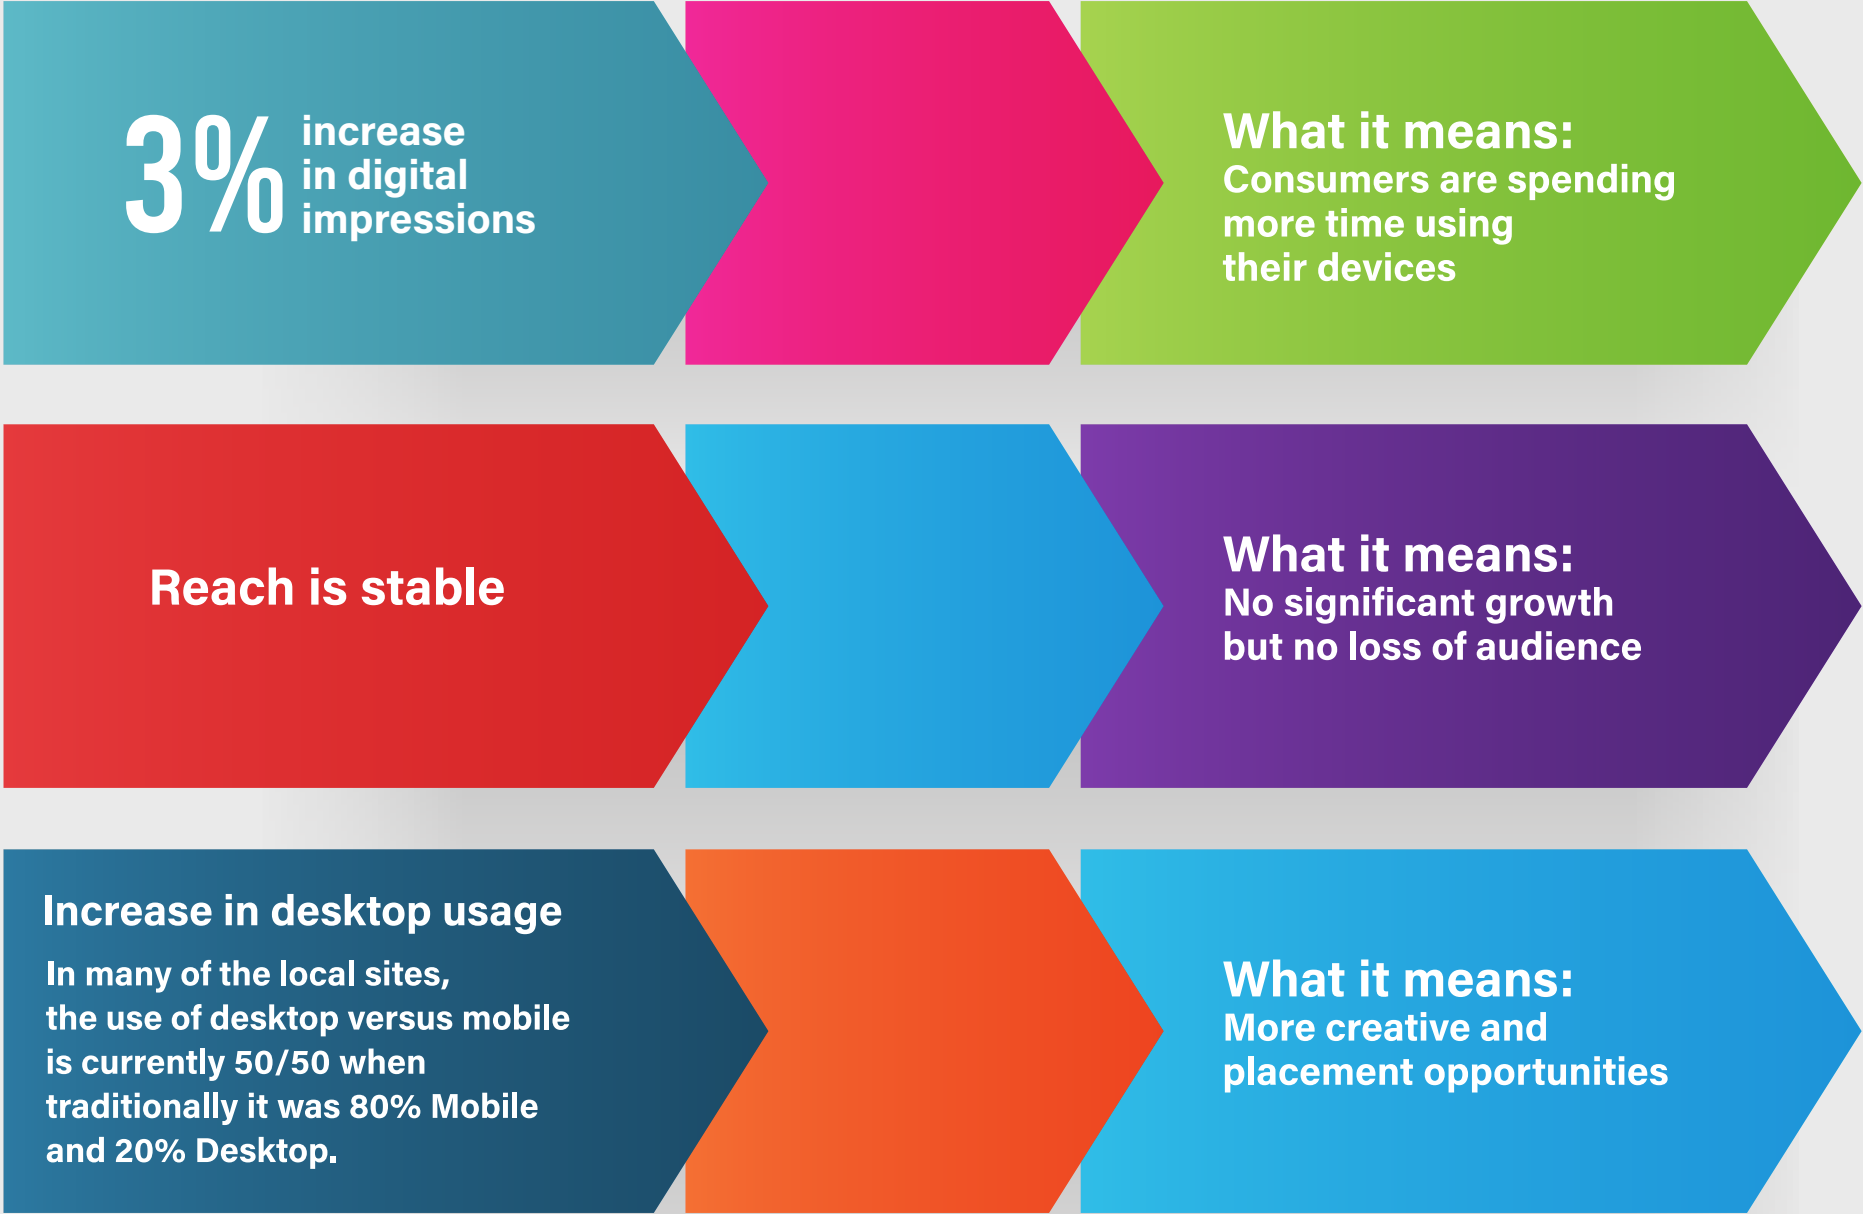 3% increase
in digital
impressions
What it means:
Consumers are spending
more time using
their devices
Reach is stable
What it means:
No significant growth
but no loss of audience
Increase in desktop usage
In many of the local sites,
the use of desktop versus mobile
is currently 50/50 when
traditionally it was 80% Mobile
and 20% Desktop.
What it means:
More creative and
placement opportunities